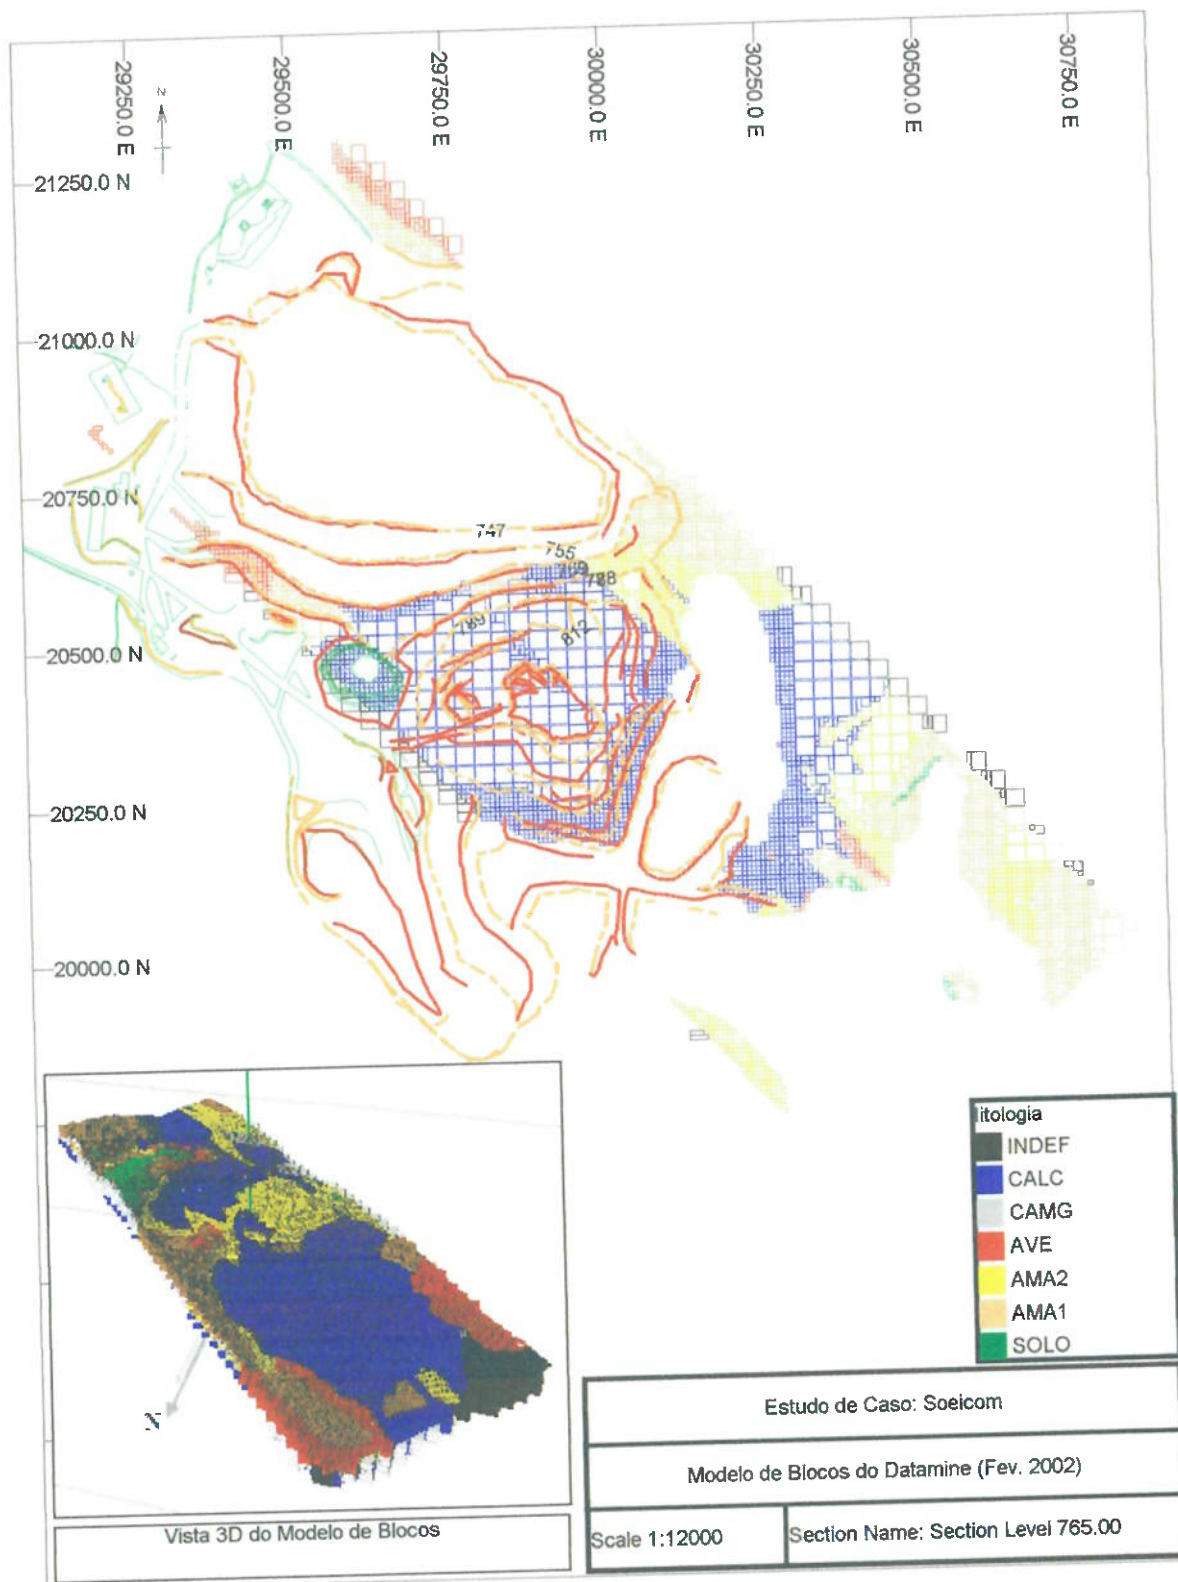 29250.0 E
29500.0 E
29750.0 E
30000.0 E
30250.0 E
30500.0 E
30750.0 E
N
21250.0 N
21000.0 N
20750.0 N
20500.0 N
20250.0 N
20000.0 N
747
755
788
789
812
litologia
INDEF
CALC
CAMG
AVE
AMA2
AMA1
SOLO
N
Vista 3D do Modelo de Blocos
Estudo de Caso: Soeicom
Modelo de Blocos do Datamine (Fev. 2002)
Scale 1:12000
Section Name: Section Level 765.00